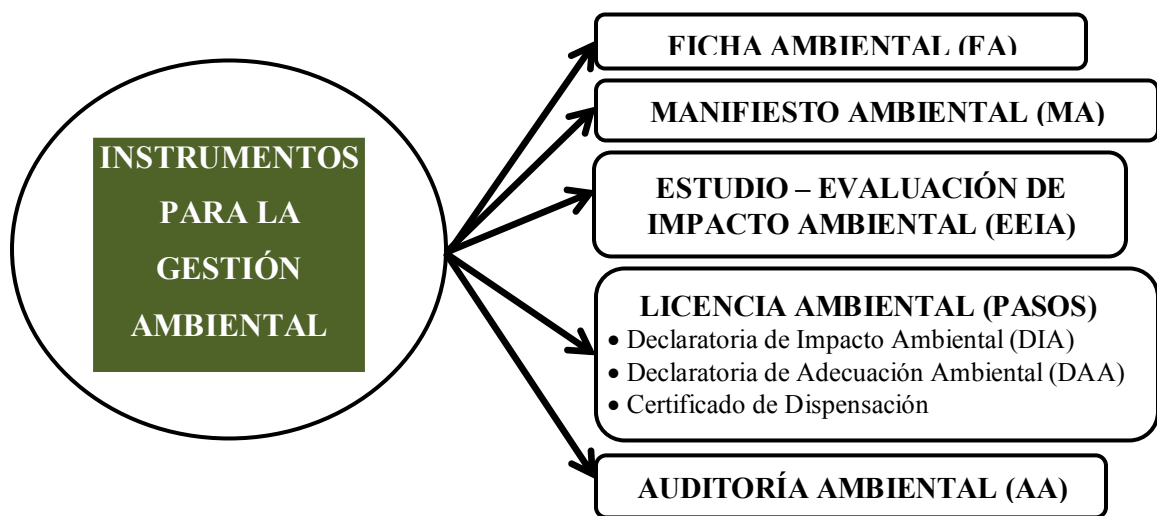 INSTRUMENTOS
PARA LA
GESTIÓN
AMBIENTAL
FICHA AMBIENTAL (FA)
MANIFIESTO AMBIENTAL (MA)
ESTUDIO – EVALUACIÓN DE
IMPACTO AMBIENTAL (EEIA)
LICENCIA AMBIENTAL (PASOS)
• Declaratoria de Impacto Ambiental (DIA)
• Declaratoria de Adecuación Ambiental (DAA)
• Certificado de Dispensación
AUDITORÍA AMBIENTAL (AA)